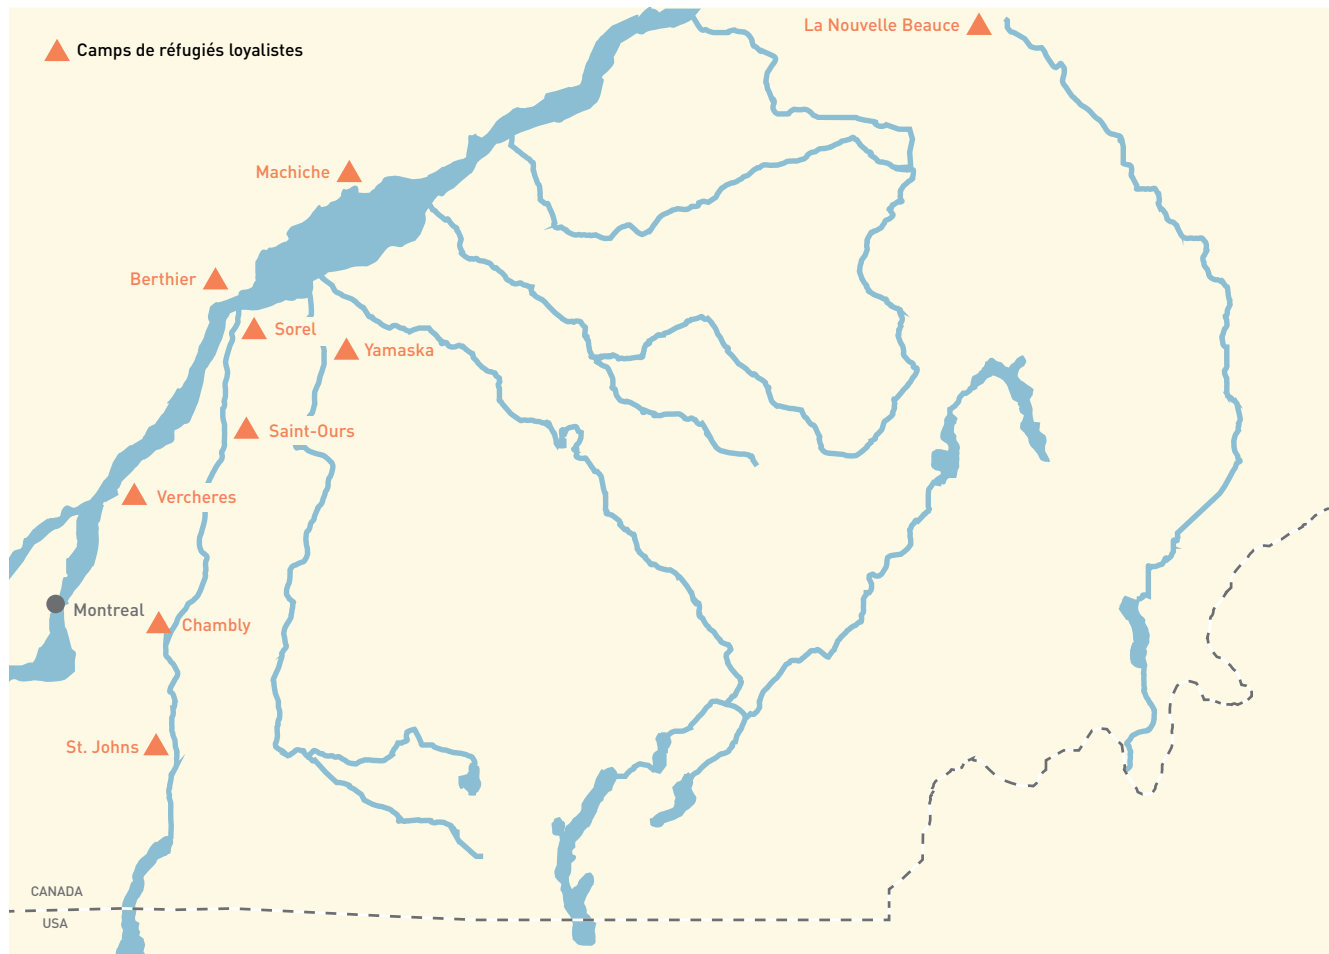 La Nouvelle Beauce
Camps de réfugiés loyalistes
Machiche
Berthier
Sorel
Yamaska
Saint-Ours
Vercheres
Montreal
Chambly
St. Johns
CANADA
USA